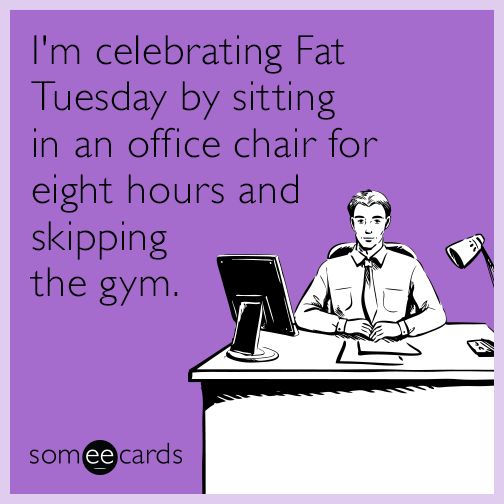 I'm celebrating Fat
Tuesday by sitting
in an office chair for
eight hours and
skipping
the gym.
someecards